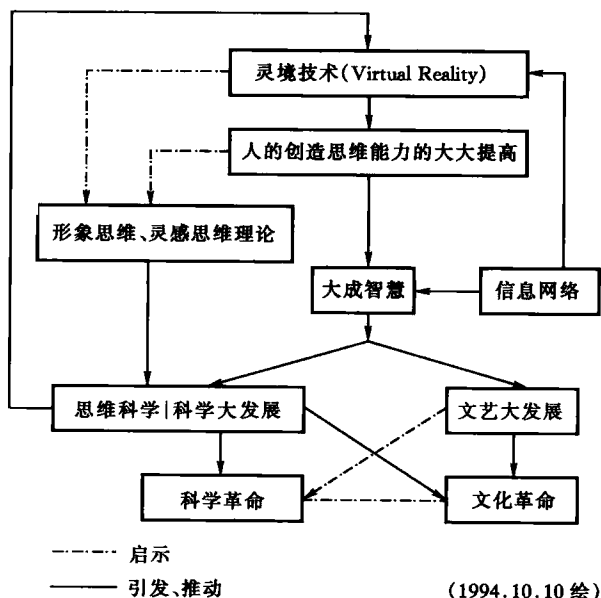 灵境技术(Virtual Reality)
人的创造思维能力的大大提高
形象思维、灵感思维理论
大成智慧
信息网络
思维科学|科学大发展
文艺大发展
科学革命
文化革命
启示
引发、推动
(1994.10.10绘)